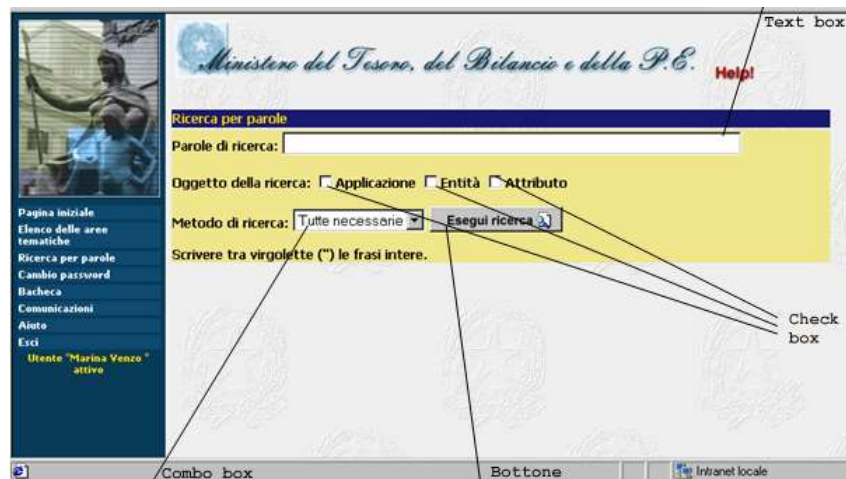 Text box
Ministero del Tesoro, del Bilancio e della P.E.
Help!
Ricerca per parole
Parole di ricerca:
Oggetto della ricerca: Applicazione Entità Attributo
Metodo di ricerca: Tutte necessarie Esegui ricerca
Scrivere tra virgolette (") le frasi intere.
Pagina iniziale
Elenco delle aree
tematiche
Ricerca per parole
Cambio password
Bacheca
Comunicazioni
Aiuto
Esci
Utente "Marina Venzo "
attivo
Check
box
Combo box
Bottone
Intranet locale